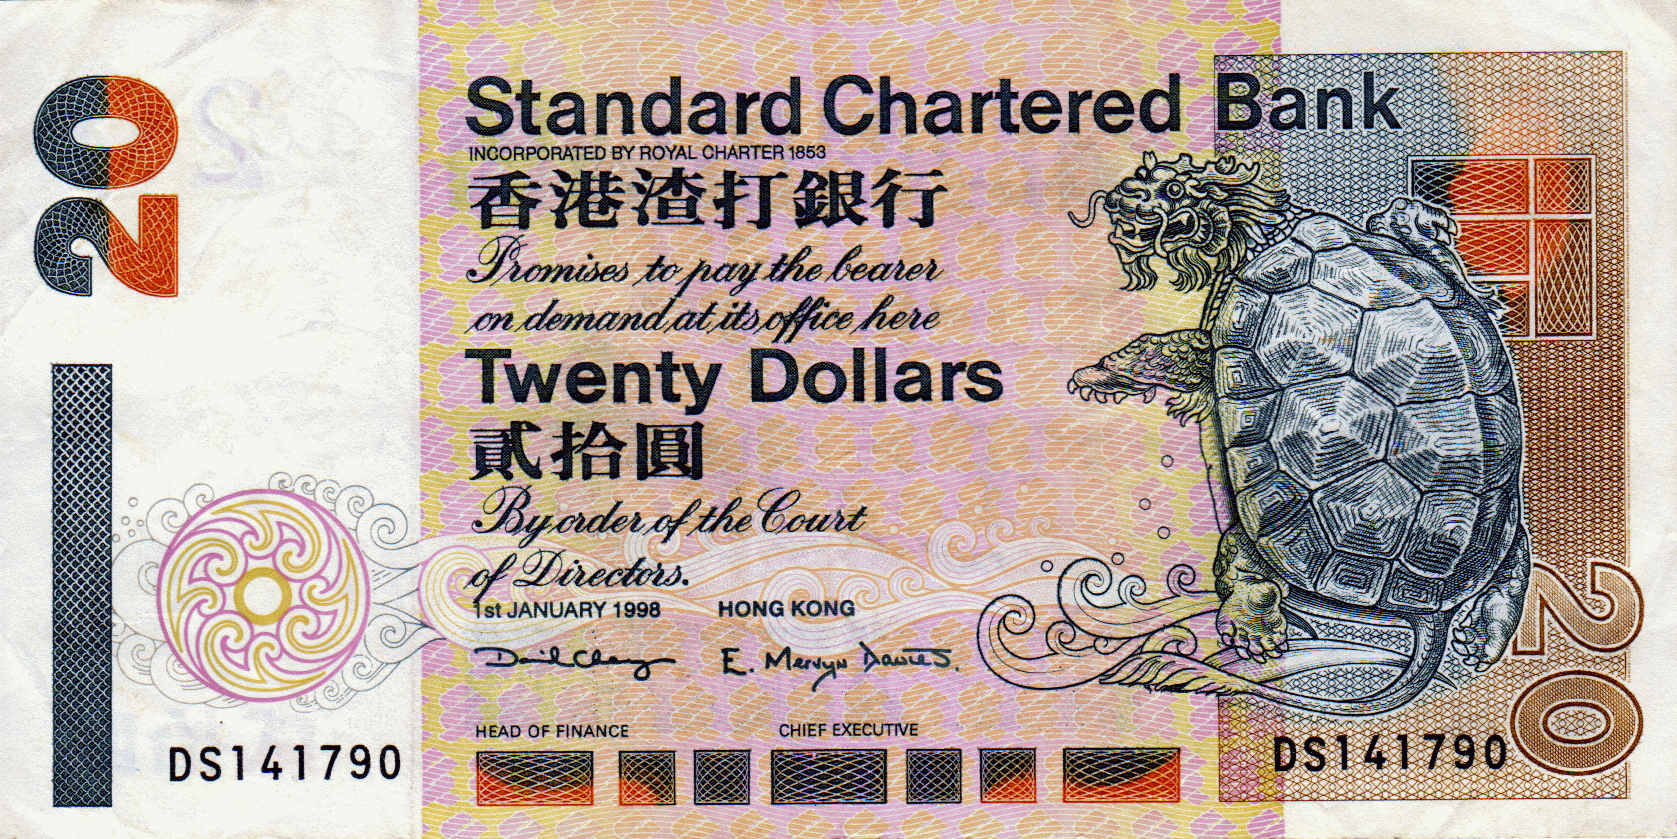 20
Standard Chartered Bank
INCORPORATED BY ROYAL CHARTER 1853
香港渣打銀行
Promises to pay the bearer
on demand at its office here
Twenty Dollars
貳拾圓
By order of the Court
of Directors.
1st JANUARY 1998 HONG KONG
David Chang E. Mervyn Davies.
HEAD OF FINANCE CHIEF EXECUTIVE
DS141790 DS141790
20